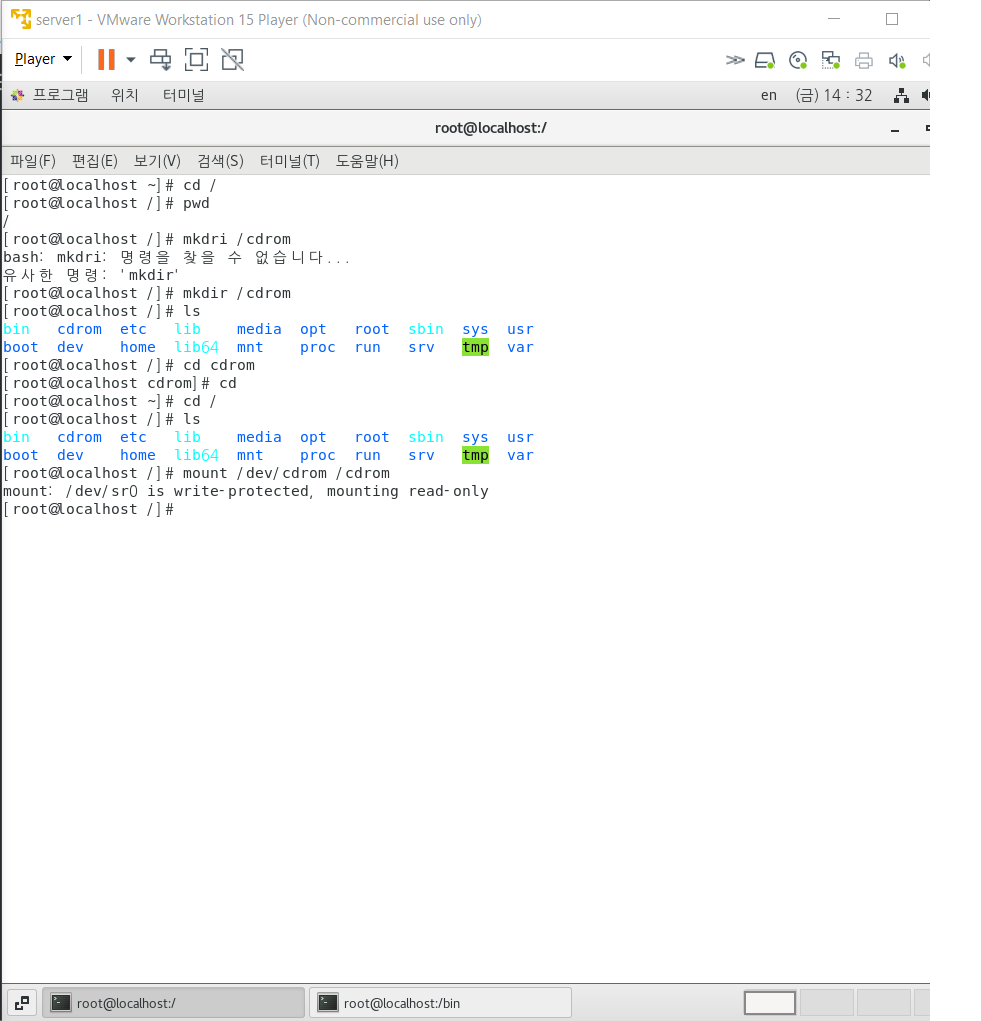 server1 - VMware Workstation 15 Player (Non-commercial use only)
Player
프로그램 위치 터미널 en (금) 14 : 32
root@localhost:/
파일(F) 편집(E) 보기(V) 검색(S) 터미널(T) 도움말(H)
[root@localhost ~]# cd /
[root@localhost /]# pwd
/
[root@localhost /]# mkdri /cdrom
bash: mkdri: 명령을 찾을 수 없습니다...
유사한 명령: 'mkdir'
[root@localhost /]# mkdir /cdrom
[root@localhost /]# ls
bin cdrom etc lib media opt root sbin sys usr
boot dev home lib64 mnt proc run srv tmp var
[root@localhost /]# cd cdrom
[root@localhost cdrom]# cd
[root@localhost ~]# cd /
[root@localhost /]# ls
bin cdrom etc lib media opt root sbin sys usr
boot dev home lib64 mnt proc run srv tmp var
[root@localhost /]# mount /dev/cdrom /cdrom
mount: /dev/sr0 is write-protected, mounting read-only
[root@localhost /]#
root@localhost:/ root@localhost:/bin